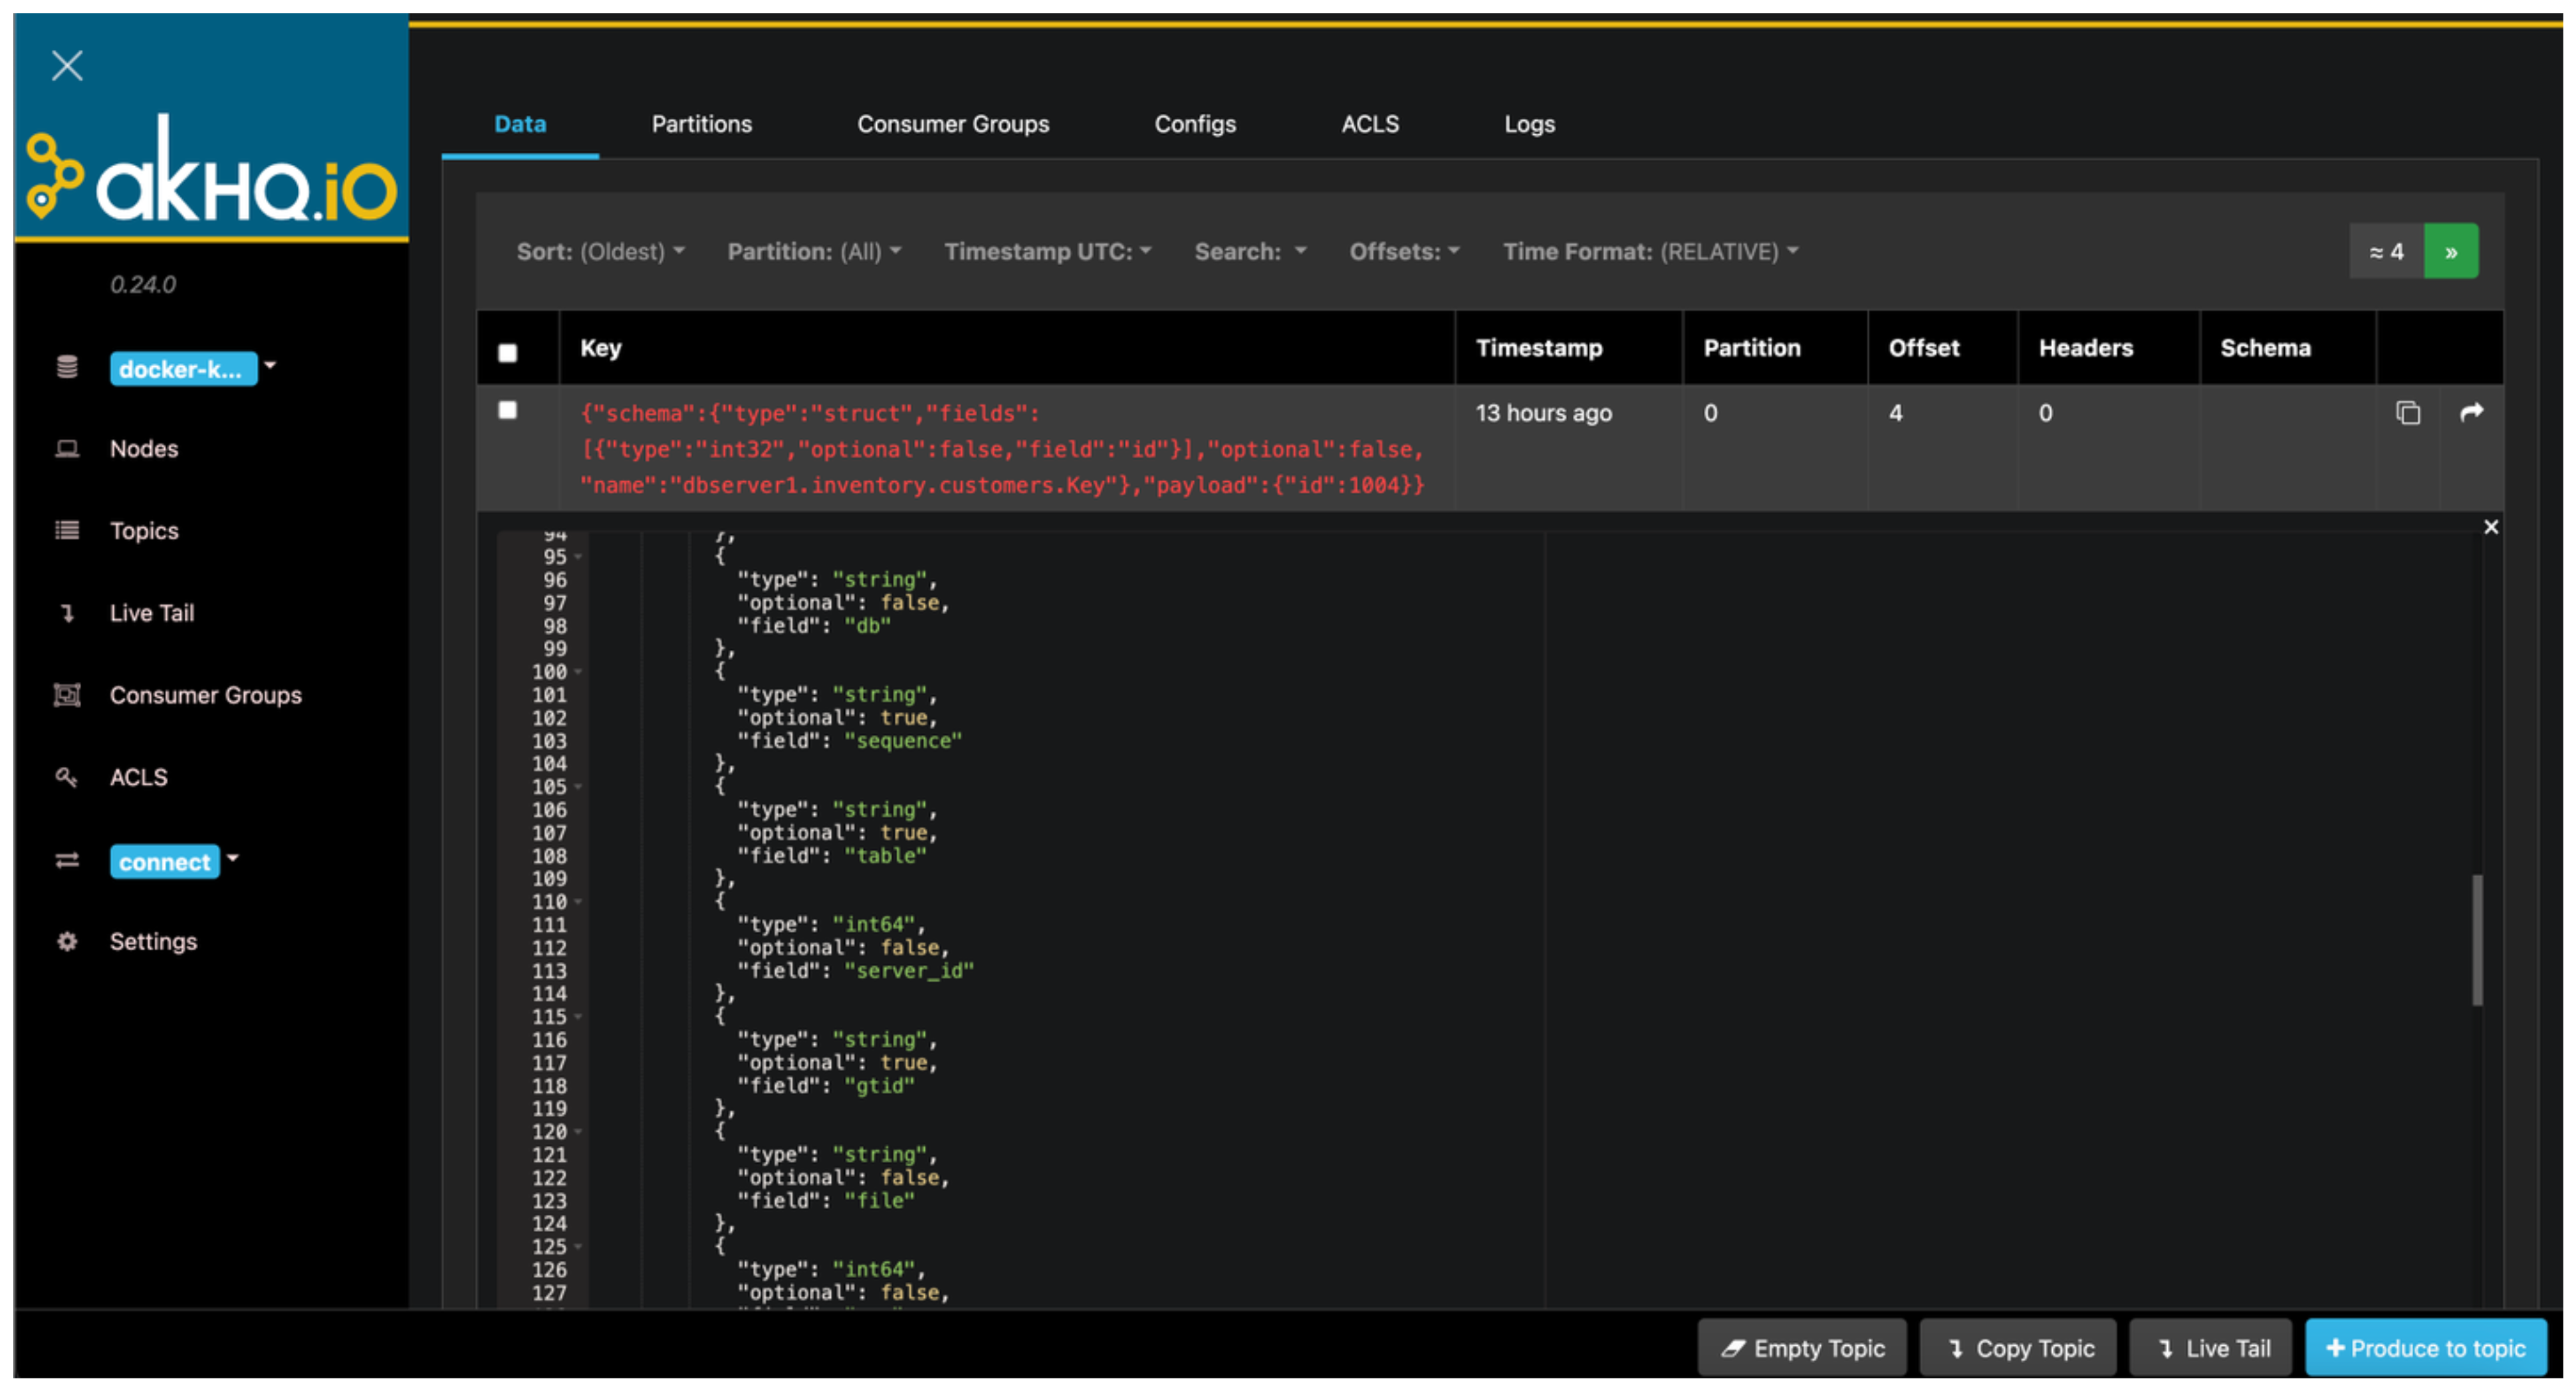 akHQ.io
0.24.0
docker-k...
Nodes
Topics
Live Tail
Consumer Groups
ACLS
connect
Settings
Data Partitions Consumer Groups Configs ACLS Logs
Sort: (Oldest) Partition: (All) Timestamp UTC: Search: Offsets: Time Format: (RELATIVE) ≈ 4 »
Key Timestamp Partition Offset Headers Schema
{"schema":{"type":"struct","fields": 13 hours ago 0 4 0
[{"type":"int32","optional":false,"field":"id"}],"optional":false,
"name":"dbserver1.inventory.customers.Key"},"payload":{"id":1004}}
94 },
95 {
96 "type": "string",
97 "optional": false,
98 "field": "db"
99 },
100 {
101 "type": "string",
102 "optional": true,
103 "field": "sequence"
104 },
105 {
106 "type": "string",
107 "optional": true,
108 "field": "table"
109 },
110 {
111 "type": "int64",
112 "optional": false,
113 "field": "server_id"
114 },
115 {
116 "type": "string",
117 "optional": true,
118 "field": "gtid"
119 },
120 {
121 "type": "string",
122 "optional": false,
123 "field": "file"
124 },
125 {
126 "type": "int64",
127 "optional": false,
Empty Topic Copy Topic Live Tail + Produce to topic